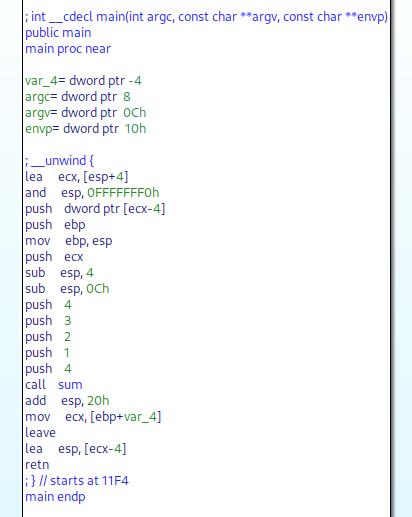 ; int __cdecl main(int argc, const char **argv, const char **envp)
public main
main proc near
var_4= dword ptr -4
argc= dword ptr 8
argv= dword ptr 0Ch
envp= dword ptr 10h
; __unwind {
lea ecx, [esp+4]
and esp, 0FFFFFFF0h
push dword ptr [ecx-4]
push ebp
mov ebp, esp
push ecx
sub esp, 4
sub esp, 0Ch
push 4
push 3
push 2
push 1
push 4
call sum
add esp, 20h
mov ecx, [ebp+var_4]
leave
lea esp, [ecx-4]
retn
; } // starts at 11F4
main endp